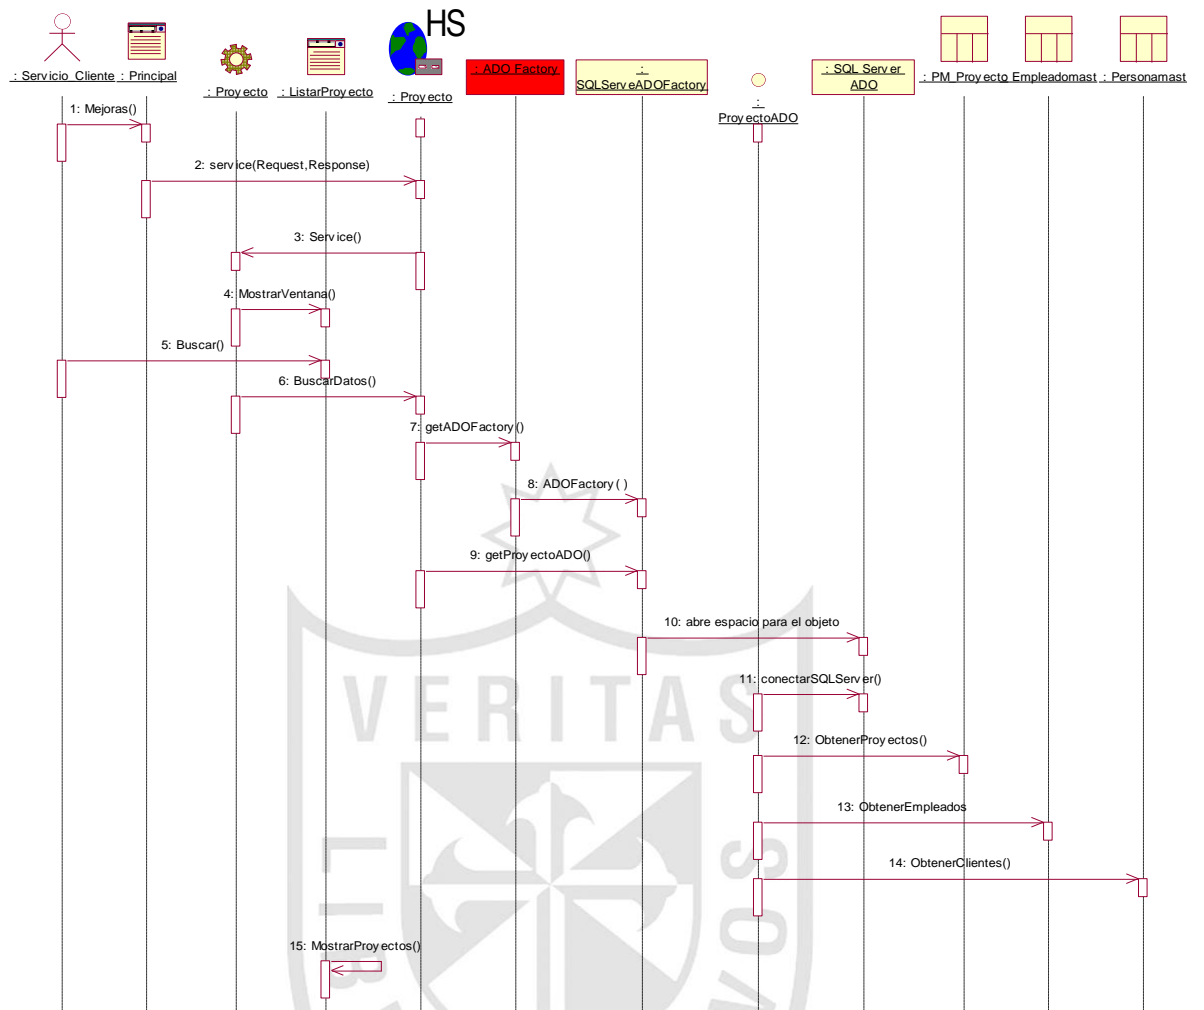 HS
: Servicio_Cliente
: Principal
: Proyecto
: ListarProyecto
: Proyecto
: ADO Factory
:
SQLServeADOFactory
:
ProyectoADO
: SQL Server
ADO
: PM_Proyecto
Empleadomast
: Personamast
1: Mejoras()
2: service(Request,Response)
3: Service()
4: MostrarVentana()
5: Buscar()
6: BuscarDatos()
7: getADOFactory()
8: ADOFactory( )
9: getProyectoADO()
10: abre espacio para el objeto
11: conectarSQLServer()
12: ObtenerProyectos()
13: ObtenerEmpleados
14: ObtenerClientes()
15: MostrarProyectos()
VERITAS